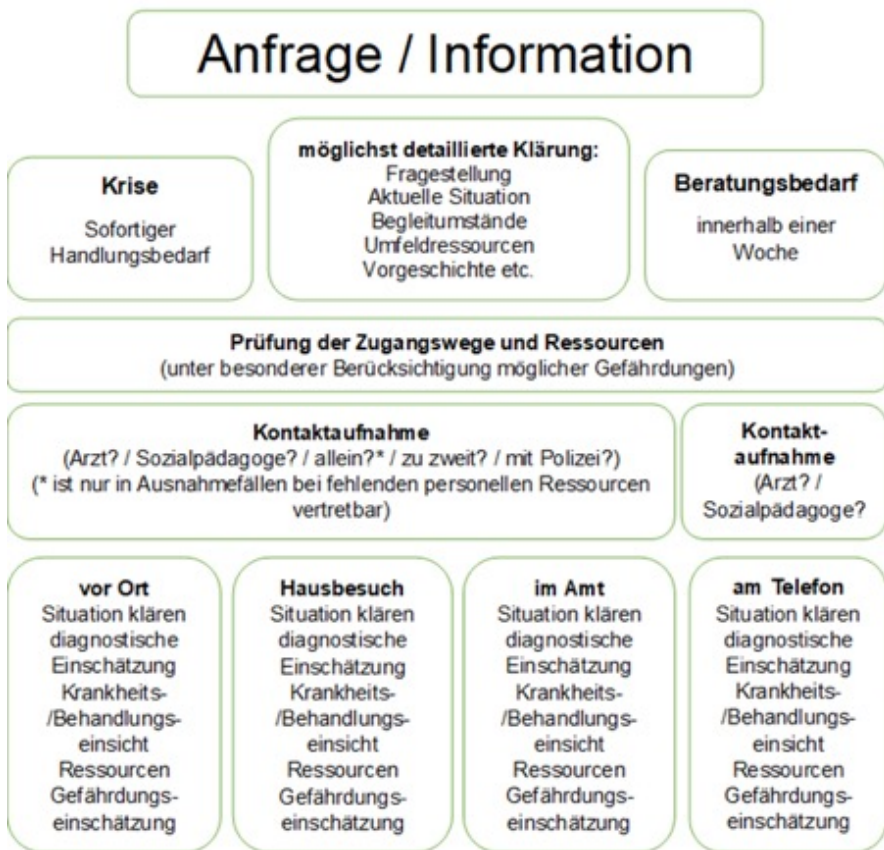 Anfrage / Information
Krise
Sofortiger
Handlungsbedarf
möglichst detaillierte Klärung:
Fragestellung
Aktuelle Situation
Begleitumstände
Umfeldressourcen
Vorgeschichte etc.
Beratungsbedarf
innerhalb einer
Woche
Prüfung der Zugangswege und Ressourcen
(unter besonderer Berücksichtigung möglicher Gefährdungen)
Kontaktaufnahme
(Arzt? / Sozialpädagoge? / allein?* / zu zweit? / mit Polizei?)
(* ist nur in Ausnahmefällen bei fehlenden personellen Ressourcen
vertretbar)
Kontakt-
aufnahme
(Arzt? /
Sozialpädagoge?
vor Ort
Situation klären
diagnostische
Einschätzung
Krankheits-
/Behandlungs-
einsicht
Ressourcen
Gefährdungs-
einschätzung
Hausbesuch
Situation klären
diagnostische
Einschätzung
Krankheits-
/Behandlungs-
einsicht
Ressourcen
Gefährdungs-
einschätzung
im Amt
Situation klären
diagnostische
Einschätzung
Krankheits-
/Behandlungs-
einsicht
Ressourcen
Gefährdungs-
einschätzung
am Telefon
Situation klären
diagnostische
Einschätzung
Krankheits-
/Behandlungs-
einsicht
Ressourcen
Gefährdungs-
einschätzung